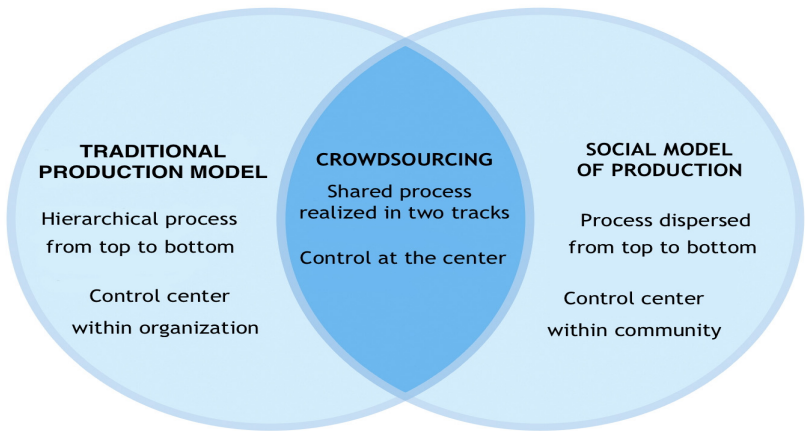 TRADITIONAL
PRODUCTION MODEL
Hierarchical process
from top to bottom
Control center
within organization
CROWDSOURCING
Shared process
realized in two tracks
Control at the center
SOCIAL MODEL
OF PRODUCTION
Process dispersed
from top to bottom
Control center
within community